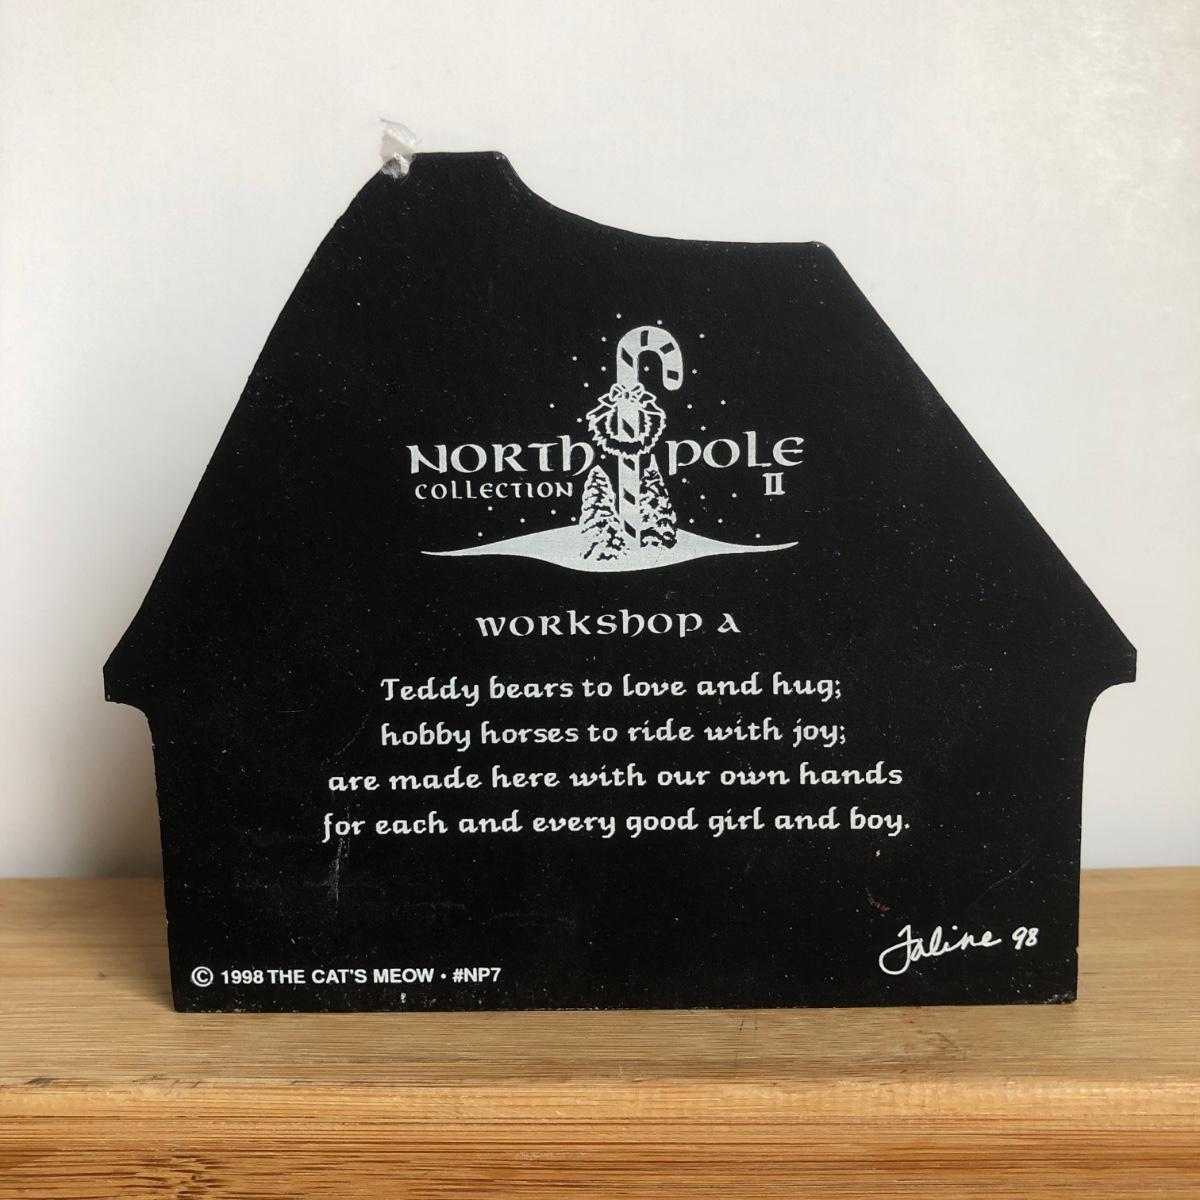 NORTH POLE
COLLECTION II
WORKSHOP A
Teddy bears to love and hug;
hobby horses to ride with joy;
are made here with our own hands
for each and every good girl and boy.
Faline 98
© 1998 THE CAT'S MEOW • #NP7